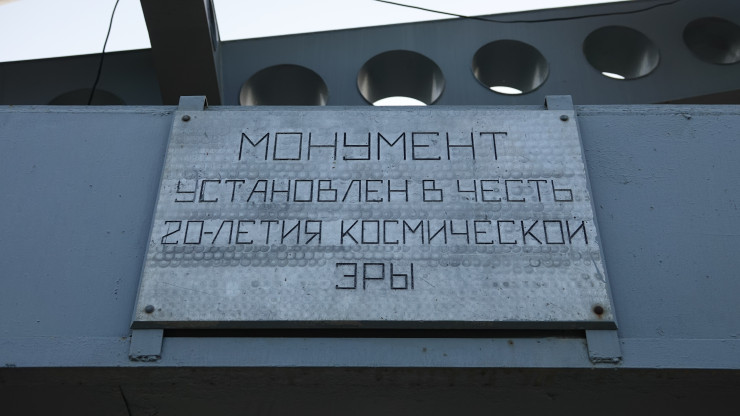 МОНУМЕНТ
УСТАНОВЛЕН В ЧЕСТЬ
20-ЛЕТИЯ КОСМИЧЕСКОЙ
ЭРЫ